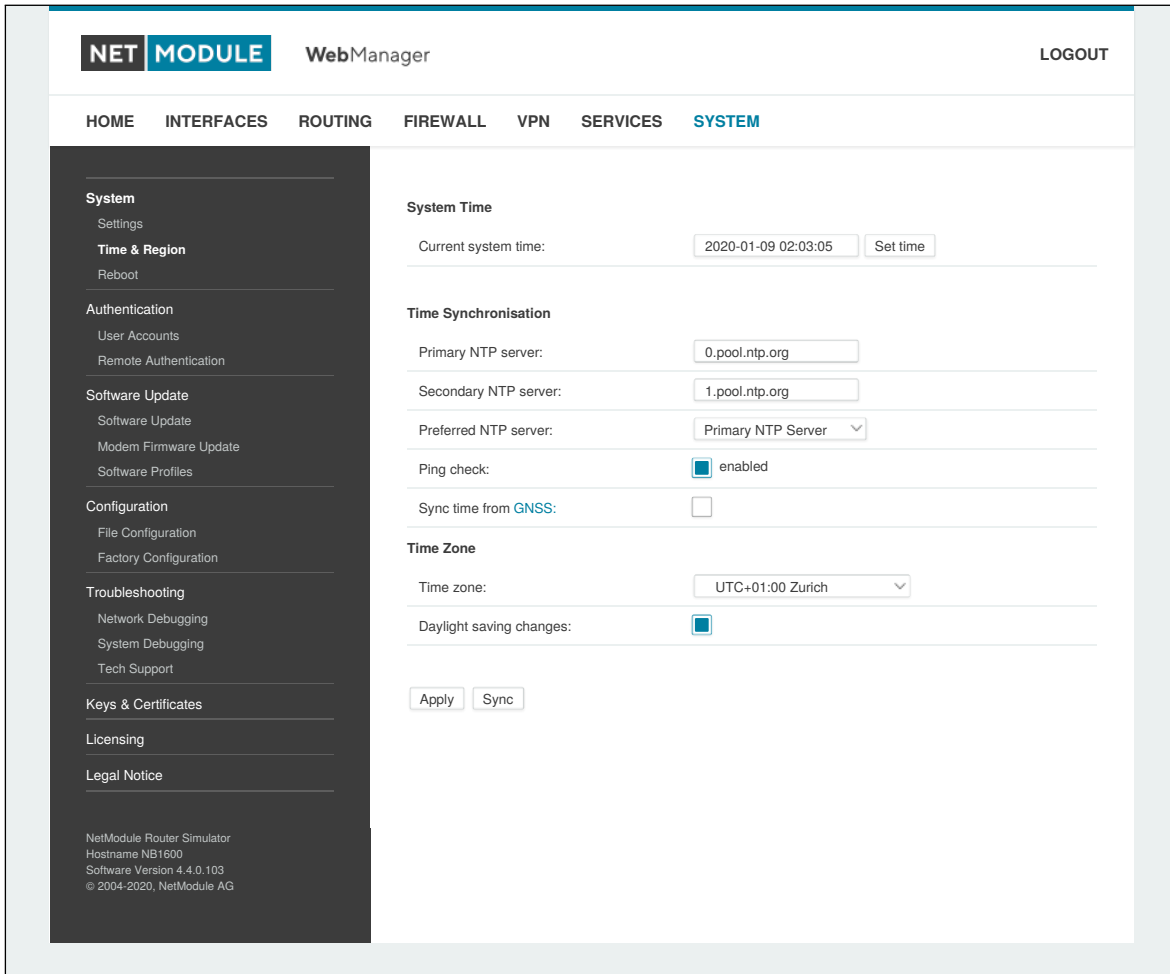 NET MODULE WebManager LOGOUT
HOME INTERFACES ROUTING FIREWALL VPN SERVICES SYSTEM
System
Settings
Time & Region
Reboot
Authentication
User Accounts
Remote Authentication
Software Update
Software Update
Modem Firmware Update
Software Profiles
Configuration
File Configuration
Factory Configuration
Troubleshooting
Network Debugging
System Debugging
Tech Support
Keys & Certificates
Licensing
Legal Notice
NetModule Router Simulator
Hostname NB1600
Software Version 4.4.0.103
© 2004-2020, NetModule AG
System Time
Current system time: 2020-01-09 02:03:05 Set time
Time Synchronisation
Primary NTP server: 0.pool.ntp.org
Secondary NTP server: 1.pool.ntp.org
Preferred NTP server: Primary NTP Server
Ping check: enabled
Sync time from GNSS:
Time Zone
Time zone: UTC+01:00 Zurich
Daylight saving changes:
Apply Sync